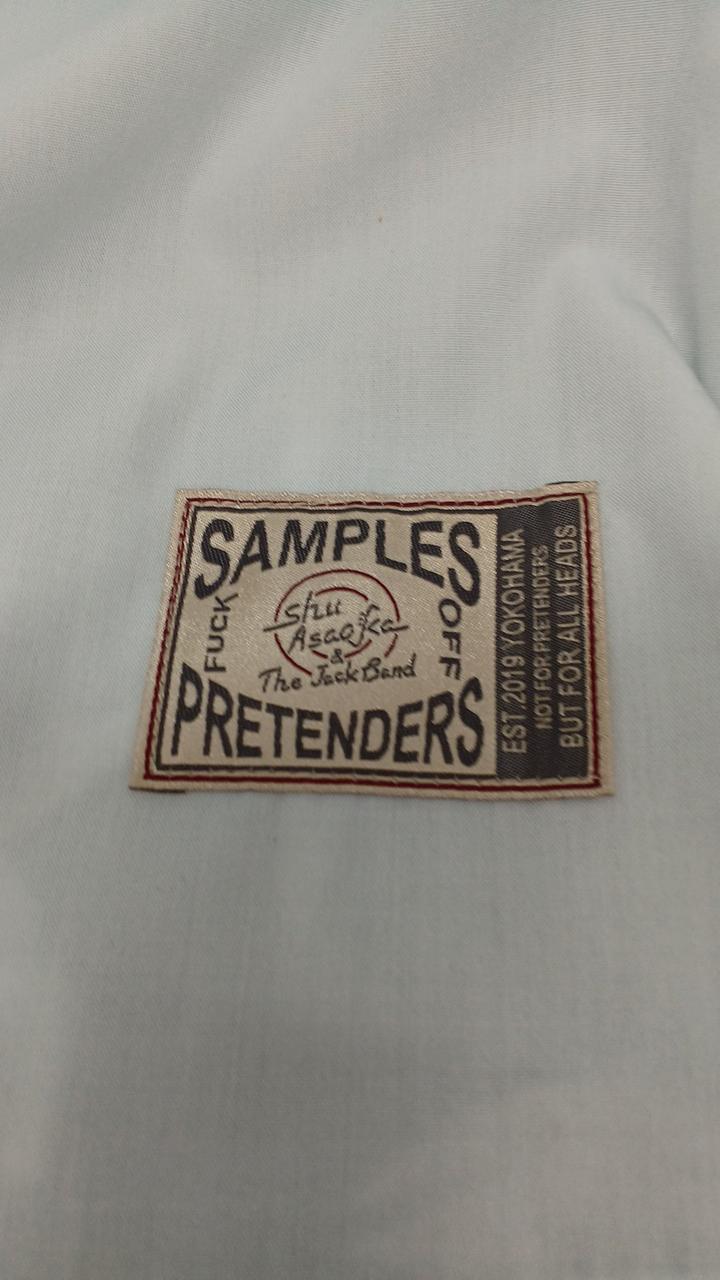 SAMPLES
FUCK
Shu
Asaoka
&
The Jack Band
OFF
PRETENDERS
EST.2019 YOKOHAMA
NOT FOR PRETENDERS
BUT FOR ALL HEADS